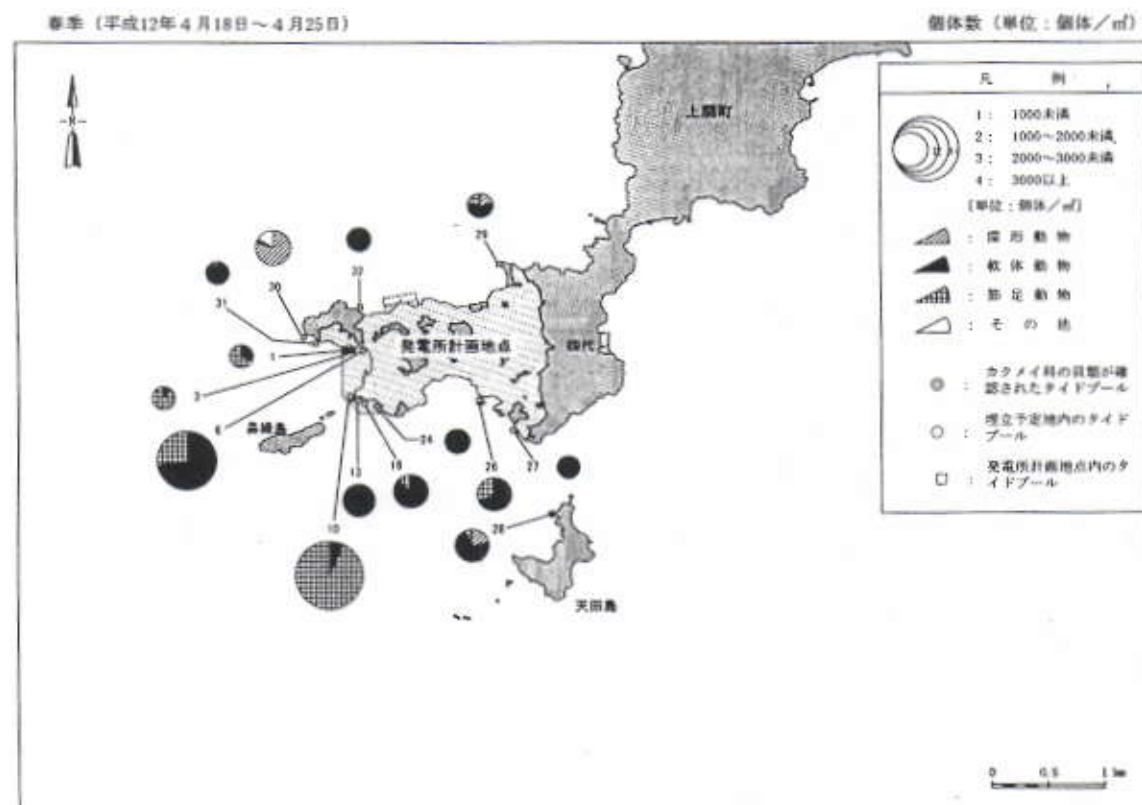 春季（平成12年4月18日～4月25日）
個体数（単位：個体／㎡）
凡　例
1： 1000未満
2： 1000～2000未満
3： 2000～3000未満
4： 3000以上
［単位：個体／㎡］
： 環形動物
： 軟体動物
： 節足動物
： その他
： カクメイ科の貝類が確
認されたタイドプール
： 埋立予定地内のタイド
プール
： 発電所計画地点内のタ
イドプール
N
上関町
29
32
30
31
発電所計画地点
四代
1
3
6
鼻繰島
24
18
13
26
27
10
28
天田島
0 0.5 1km